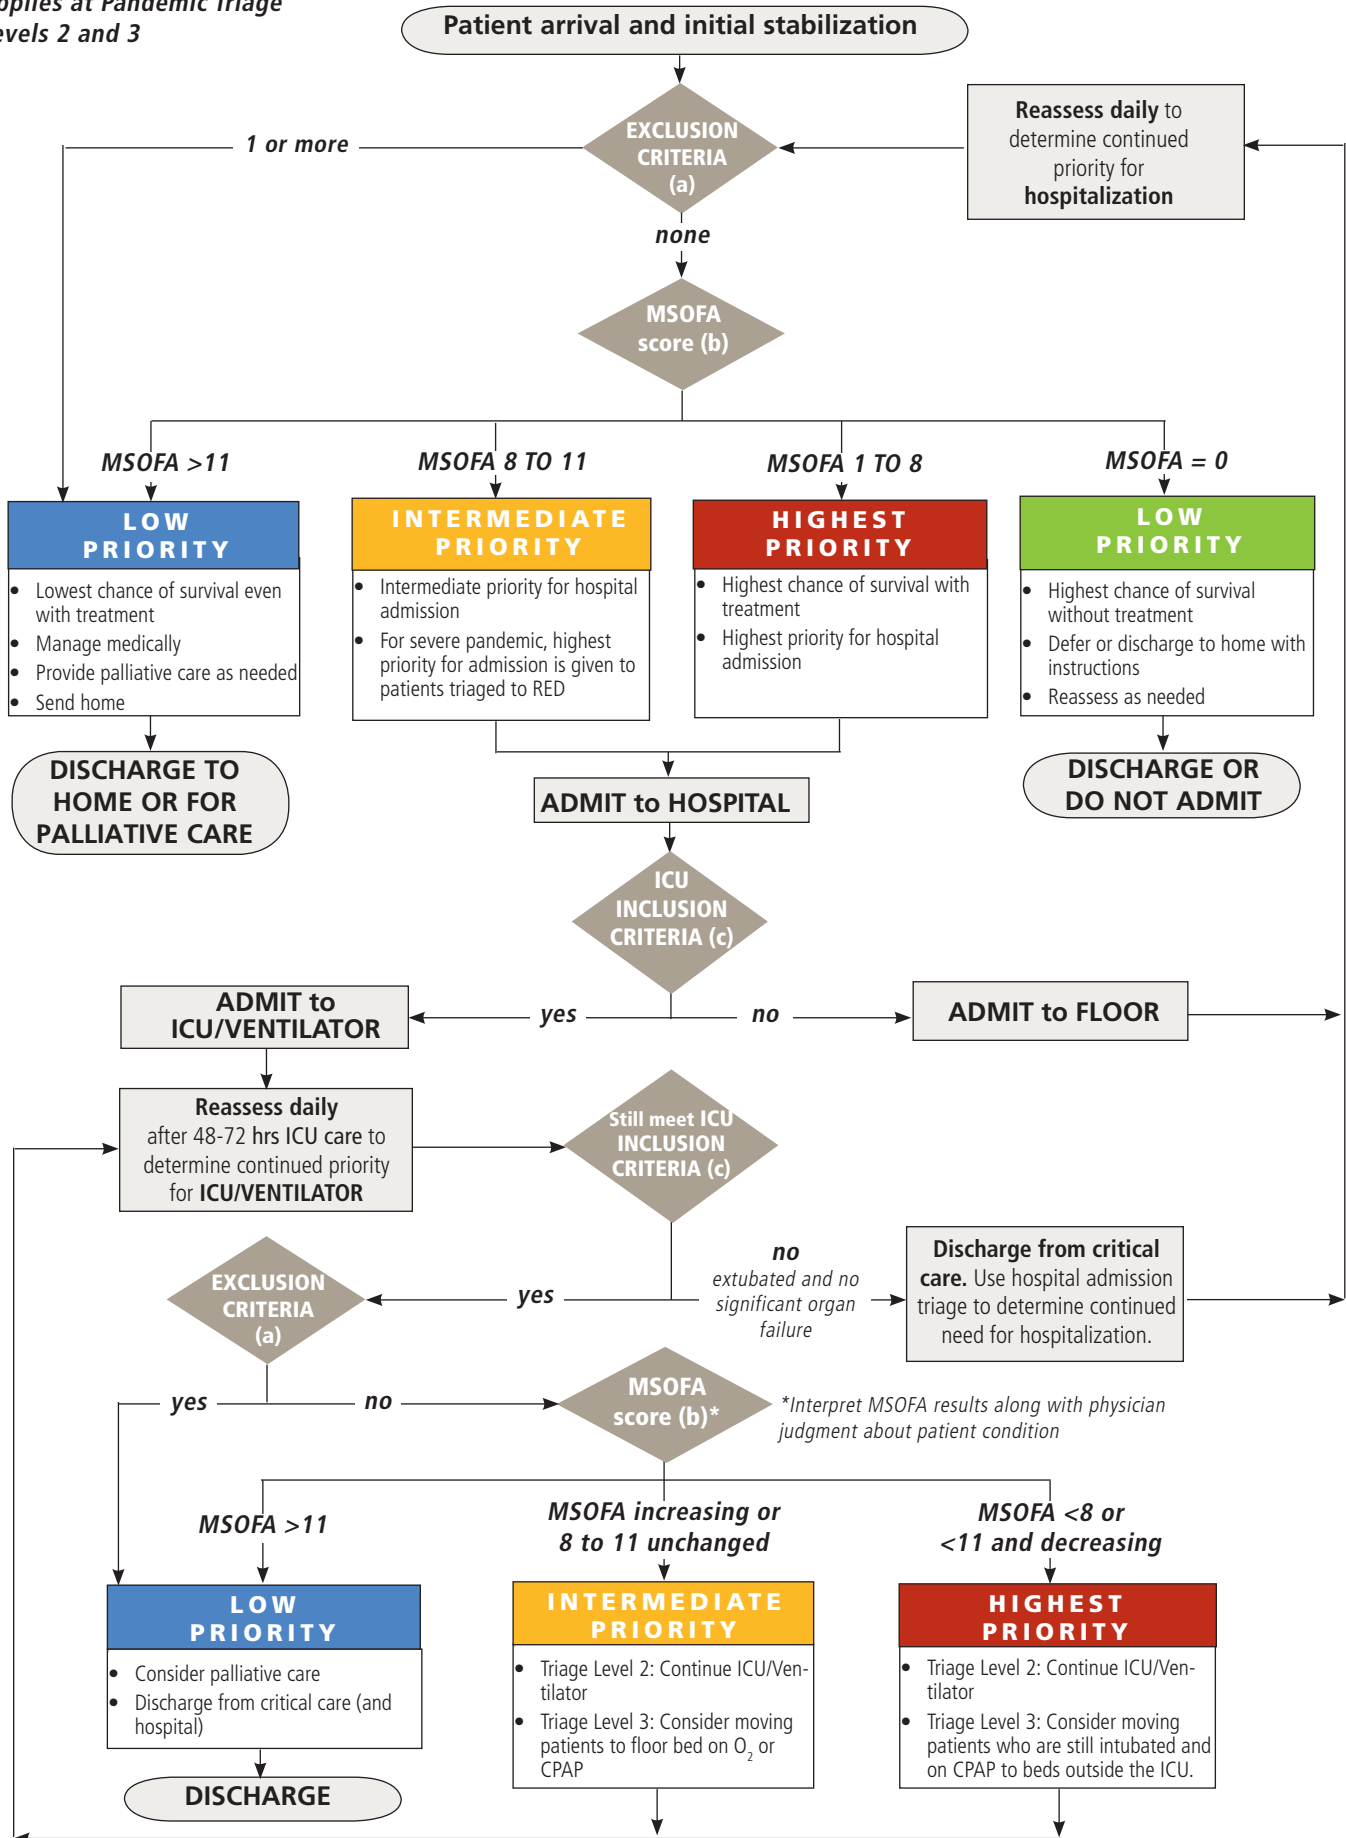 pplies at Pandemic Triage
evels 2 and 3
Patient arrival and initial stabilization
EXCLUSION
CRITERIA
(a)
Reassess daily to
determine continued
priority for
hospitalization
1 or more
none
MSOFA
score (b)
MSOFA >11
MSOFA 8 TO 11
MSOFA 1 TO 8
MSOFA = 0
LOW
PRIORITY
• Lowest chance of survival even
with treatment
• Manage medically
• Provide palliative care as needed
• Send home
INTERMEDIATE
PRIORITY
• Intermediate priority for hospital
admission
• For severe pandemic, highest
priority for admission is given to
patients triaged to RED
HIGHEST
PRIORITY
• Highest chance of survival with
treatment
• Highest priority for hospital
admission
LOW
PRIORITY
• Highest chance of survival
without treatment
• Defer or discharge to home with
instructions
• Reassess as needed
DISCHARGE TO
HOME OR FOR
PALLIATIVE CARE
ADMIT to HOSPITAL
DISCHARGE OR
DO NOT ADMIT
ICU
INCLUSION
CRITERIA (c)
ADMIT to
ICU/VENTILATOR
yes
no
ADMIT to FLOOR
Reassess daily
after 48-72 hrs ICU care to
determine continued priority
for ICU/VENTILATOR
Still meet ICU
INCLUSION
CRITERIA (c)
EXCLUSION
CRITERIA
(a)
yes
no
extubated and no
significant organ
failure
Discharge from critical
care. Use hospital admission
triage to determine continued
need for hospitalization.
yes
no
MSOFA
score (b)*
*Interpret MSOFA results along with physician
judgment about patient condition
MSOFA >11
MSOFA increasing or
8 to 11 unchanged
MSOFA <8 or
<11 and decreasing
LOW
PRIORITY
• Consider palliative care
• Discharge from critical care (and
hospital)
INTERMEDIATE
PRIORITY
• Triage Level 2: Continue ICU/Ven-
tilator
• Triage Level 3: Consider moving
patients to floor bed on O2 or
CPAP
HIGHEST
PRIORITY
• Triage Level 2: Continue ICU/Ven-
tilator
• Triage Level 3: Consider moving
patients who are still intubated and
on CPAP to beds outside the ICU.
DISCHARGE